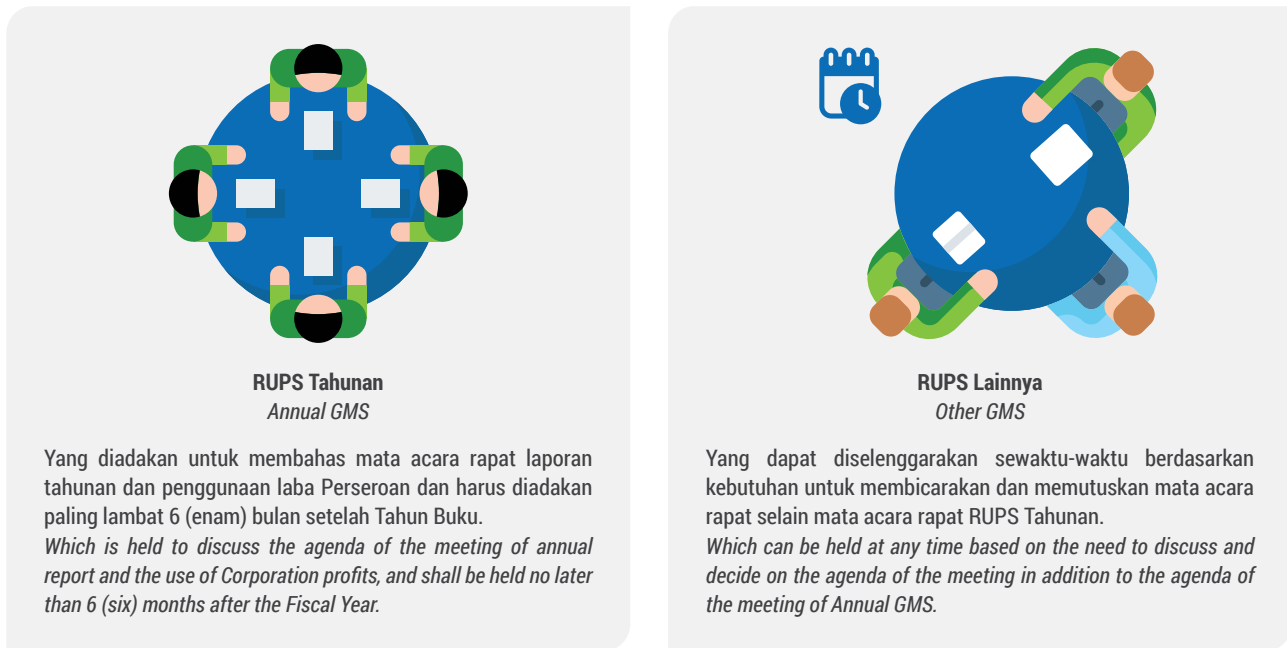 RUPS Tahunan
Annual GMS
Yang diadakan untuk membahas mata acara rapat laporan
tahunan dan penggunaan laba Perseroan dan harus diadakan
paling lambat 6 (enam) bulan setelah Tahun Buku.
Which is held to discuss the agenda of the meeting of annual
report and the use of Corporation profits, and shall be held no later
than 6 (six) months after the Fiscal Year.
RUPS Lainnya
Other GMS
Yang dapat diselenggarakan sewaktu-waktu berdasarkan
kebutuhan untuk membicarakan dan memutuskan mata acara
rapat selain mata acara rapat RUPS Tahunan.
Which can be held at any time based on the need to discuss and
decide on the agenda of the meeting in addition to the agenda of
the meeting of Annual GMS.